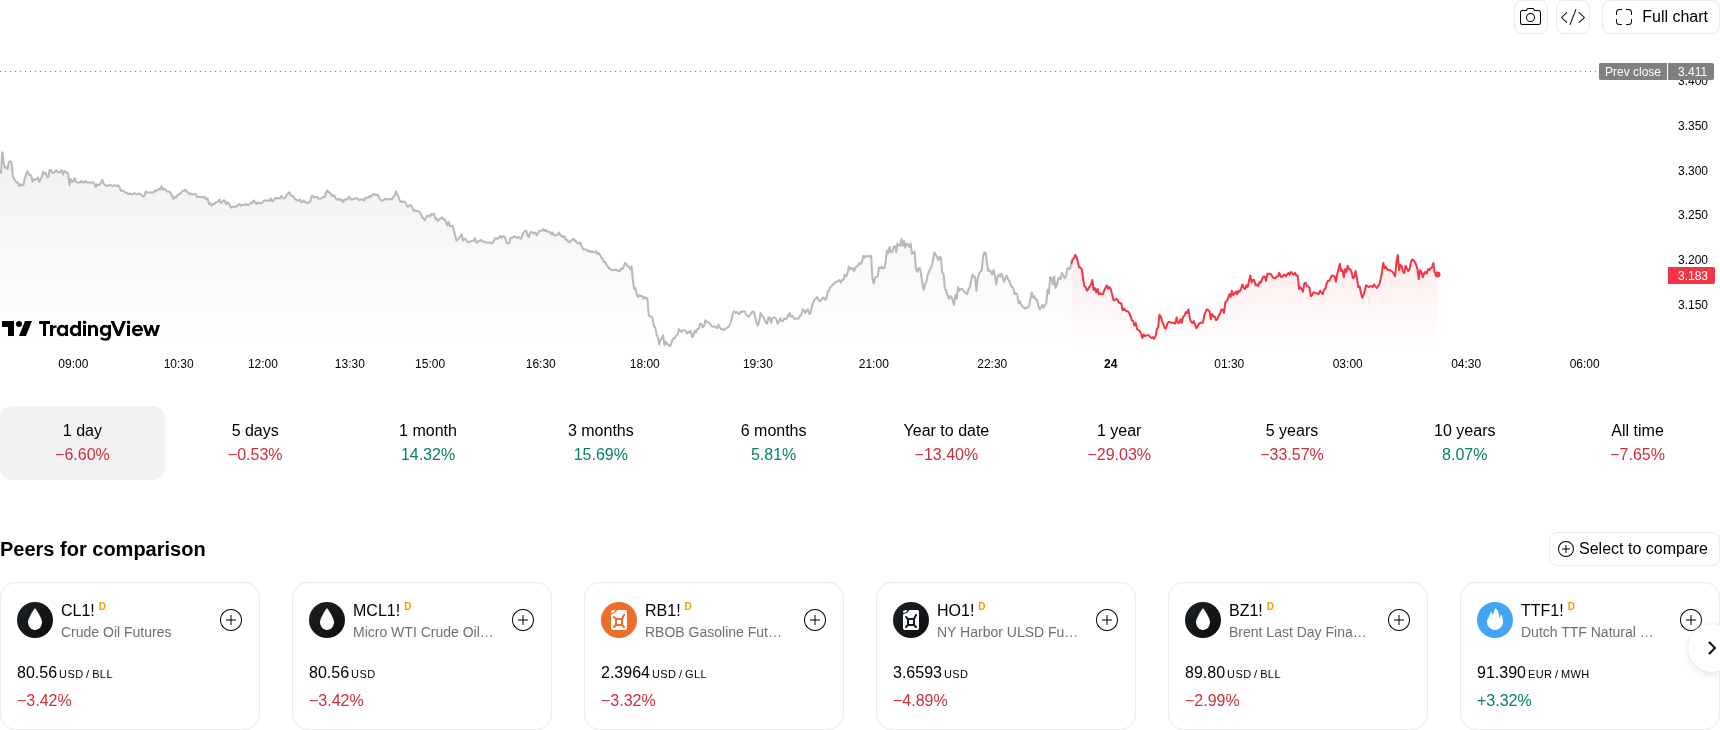 Full chart
Prev close 3.411
3.400
3.350
3.300
3.250
3.200
3.183
3.150
TradingView
09:00 10:30 12:00 13:30 15:00 16:30 18:00 19:30 21:00 22:30 24 01:30 03:00 04:30 06:00
1 day 5 days 1 month 3 months 6 months Year to date 1 year 5 years 10 years All time
−6.60% −0.53% 14.32% 15.69% 5.81% −13.40% −29.03% −33.57% 8.07% −7.65%
Peers for comparison
Select to compare
CL1! D
Crude Oil Futures
80.56 USD / BLL
−3.42%
MCL1! D
Micro WTI Crude Oil…
80.56 USD
−3.42%
RB1! D
RBOB Gasoline Fut…
2.3964 USD / GLL
−3.32%
HO1! D
NY Harbor ULSD Fu…
3.6593 USD
−4.89%
BZ1! D
Brent Last Day Fina…
89.80 USD / BLL
−2.99%
TTF1! D
Dutch TTF Natural …
91.390 EUR / MWH
+3.32%